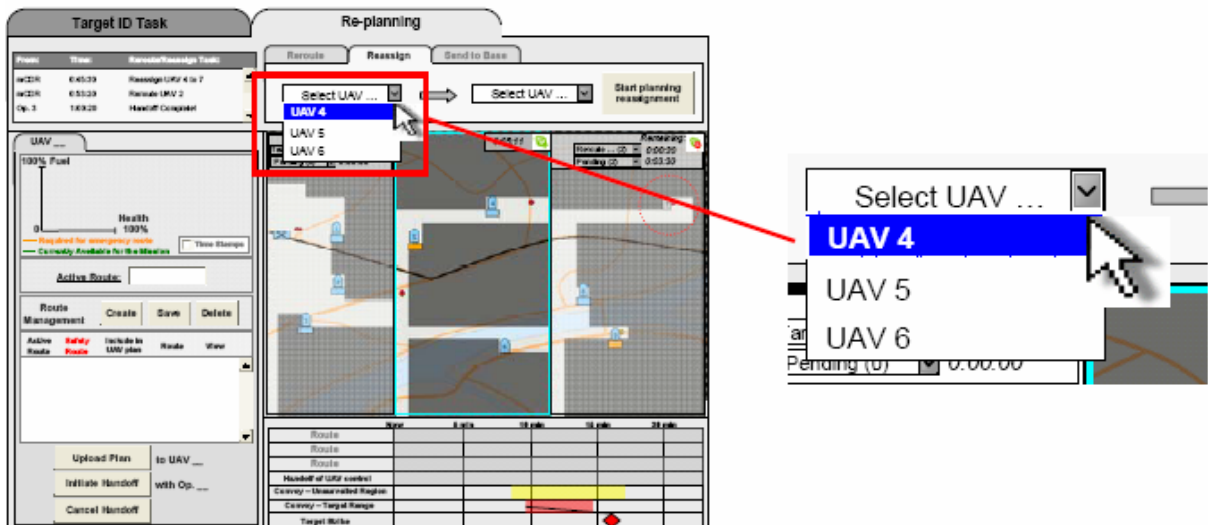 Target ID Task
Re-planning
From: Time: Reroute/Reassign Task:
mCDR 0:45:30 Reassign UAV 4 to 7
mCDR 0:53:30 Reroute UAV 2
Op. 3 1:00:20 Handoff Complete!
Reroute
Reassign
Send to Base
Select UAV ...
Select UAV ...
Start planning
reassignment
UAV 4
UAV 5
UAV 6
UAV __
100% Fuel
0
Health
100%
Required for emergency route
Currently Available for the Mission
Time Stamps
Active Route:
Route
Management
Create
Save
Delete
Active
Route
Safety
Route
Include in
UAV plan
Route
View
Upload Plan
to UAV __
Initiate Handoff
with Op. __
Cancel Handoff
Remaining:
Reroute ... (2) 0:00:20
Pending (2) 0:03:30
Now 5 min 10 min 15 min 20 min
Route
Route
Route
Handoff of UAV control
Convoy – Unsurveilled Region
Convoy – Target Range
Target Strike
Select UAV ...
UAV 4
UAV 5
UAV 6
Pending (0) 0:00:00